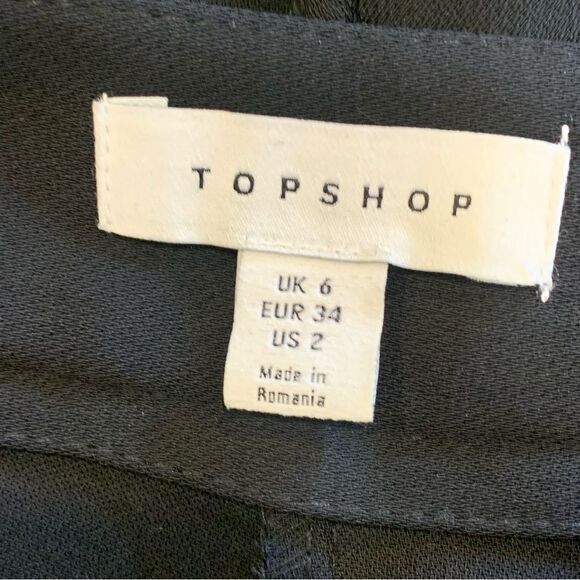 TOPSHOP
UK 6
EUR 34
US 2
Made in
Romania